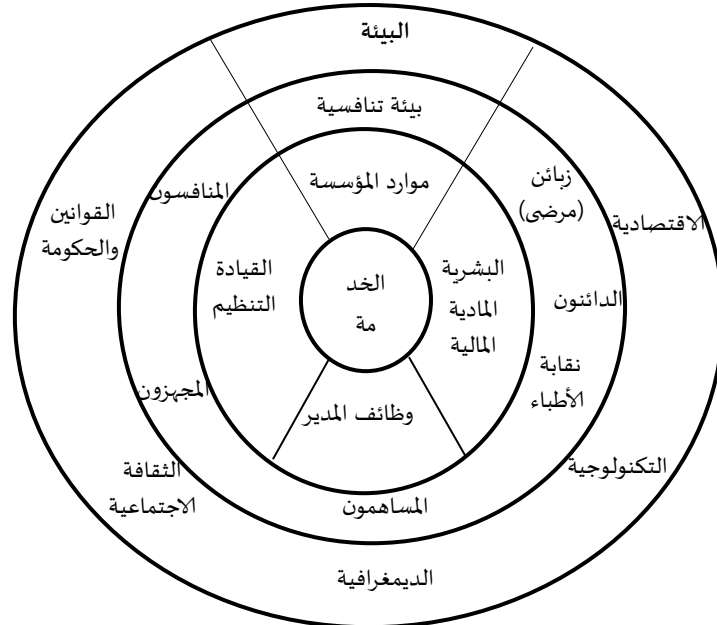 البيئة
بيئة تنافسية
موارد المؤسسة
زبائن
(مرضى)
المنافسون
القوانين
والحكومة
الاقتصادية
القيادة
التنظيم
الخد
مة
البشرية
المادية
المالية
الدائنون
نقابة
الأطباء
المجهزون
وظائف المدير
التكنولوجية
الثقافة
الاجتماعية
المساهمون
الديمغرافية